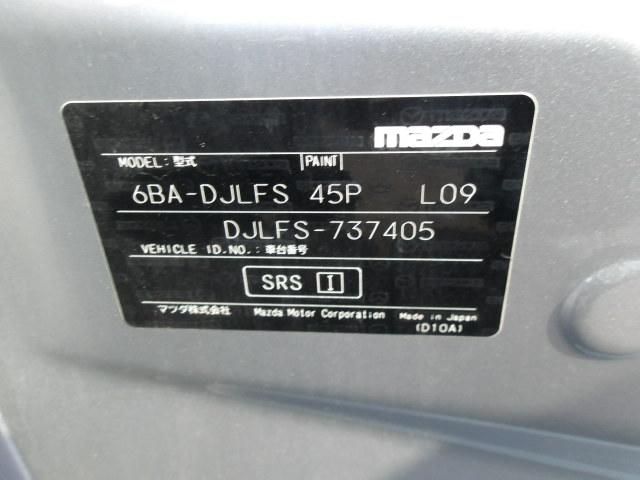 mazda
MODEL: 型式 PAINT
6BA-DJLFS 45P L09
DJLFS-737405
VEHICLE ID.NO.: 車台番号
SRS I
マツダ株式会社 Mazda Motor Corporation Made in Japan
(D10A)